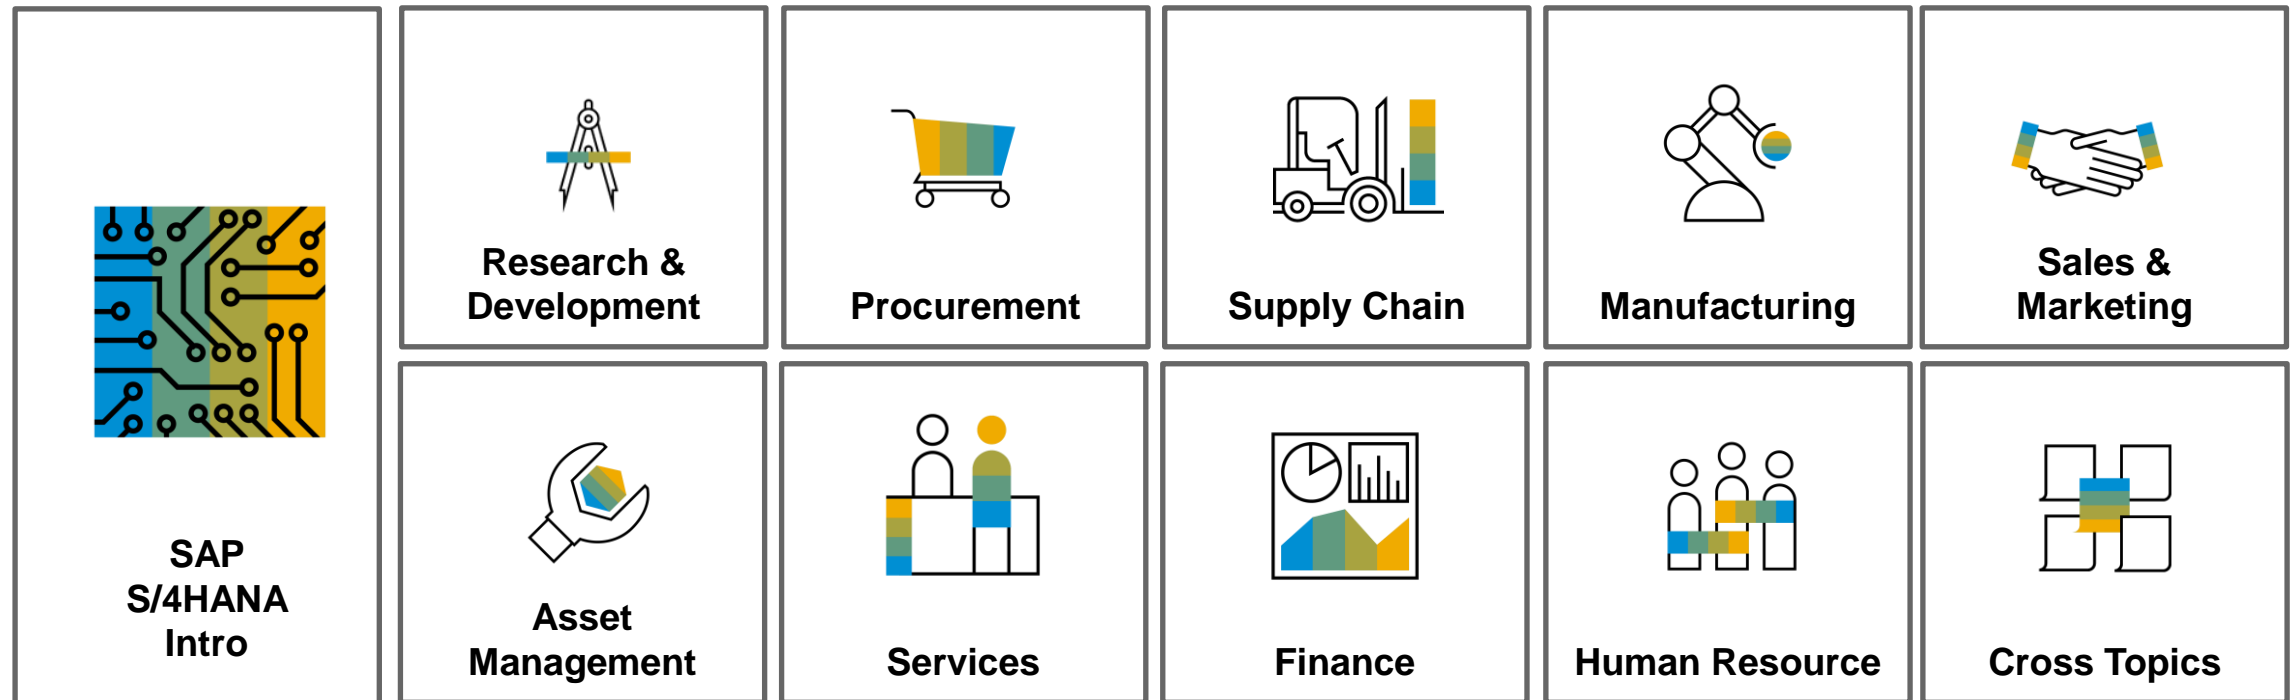 SAP
S/4HANA
Intro
Research &
Development
Procurement
Supply Chain
Manufacturing
Sales &
Marketing
Asset
Management
Services
Finance
Human Resource
Cross Topics